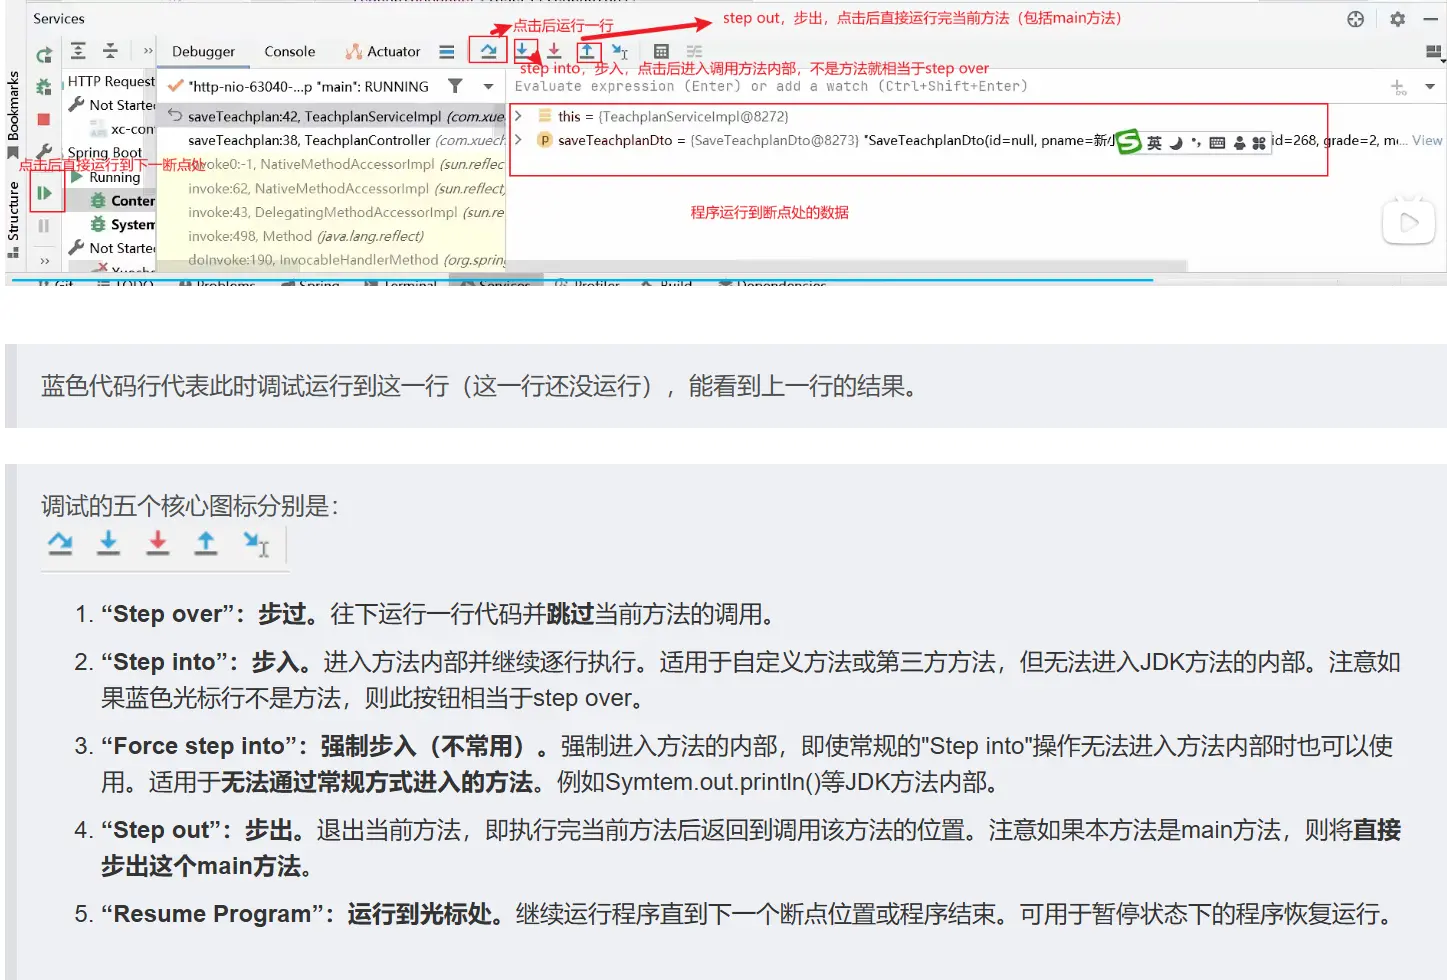 Services
点击后运行一行
step out，步出，点击后直接运行完当前方法（包括main方法）
Debugger
Console
Actuator
step into，步入，点击后进入调用方法内部，不是方法就相当于step over
HTTP Request
"http-nio-63040-...p "main": RUNNING
Evaluate expression (Enter) or add a watch (Ctrl+Shift+Enter)
Bookmarks
Not Starte
saveTeachplan:42, TeachplanServiceImpl (com.xue
this = {TeachplanServiceImpl@8272}
xc-con
saveTeachplan:38, TeachplanController (com.xuech
saveTeachplanDto = {SaveTeachplanDto@8273} "SaveTeachplanDto(id=null, pname=新小
英
id=268, grade=2, m... View
Spring Boot
点击后直接运行到下一断点处
voke0:-1, NativeMethodAccessorImpl (sun.reflec
Running
invoke:62, NativeMethodAccessorImpl (sun.reflect
Structure
Conter
invoke:43, DelegatingMethodAccessorImpl (sun.re
程序运行到断点处的数据
System
invoke:498, Method (java.lang.reflect)
Not Starte
doInvoke:190, InvocableHandlerMethod (org.spring
Git
TODO
Problems
Spring
Terminal
Services
Profiler
Build
Dependencies
蓝色代码行代表此时调试运行到这一行（这一行还没运行），能看到上一行的结果。
调试的五个核心图标分别是：
1. “Step over”：步过。往下运行一行代码并跳过当前方法的调用。
2. “Step into”：步入。进入方法内部并继续逐行执行。适用于自定义方法或第三方方法，但无法进入JDK方法的内部。注意如
果蓝色光标行不是方法，则此按钮相当于step over。
3. “Force step into”：强制步入（不常用）。强制进入方法的内部，即使常规的"Step into"操作无法进入方法内部时也可以使
用。适用于无法通过常规方式进入的方法。例如Symtem.out.println()等JDK方法内部。
4. “Step out”：步出。退出当前方法，即执行完当前方法后返回到调用该方法的位置。注意如果本方法是main方法，则将直接
步出这个main方法。
5. “Resume Program”：运行到光标处。继续运行程序直到下一个断点位置或程序结束。可用于暂停状态下的程序恢复运行。